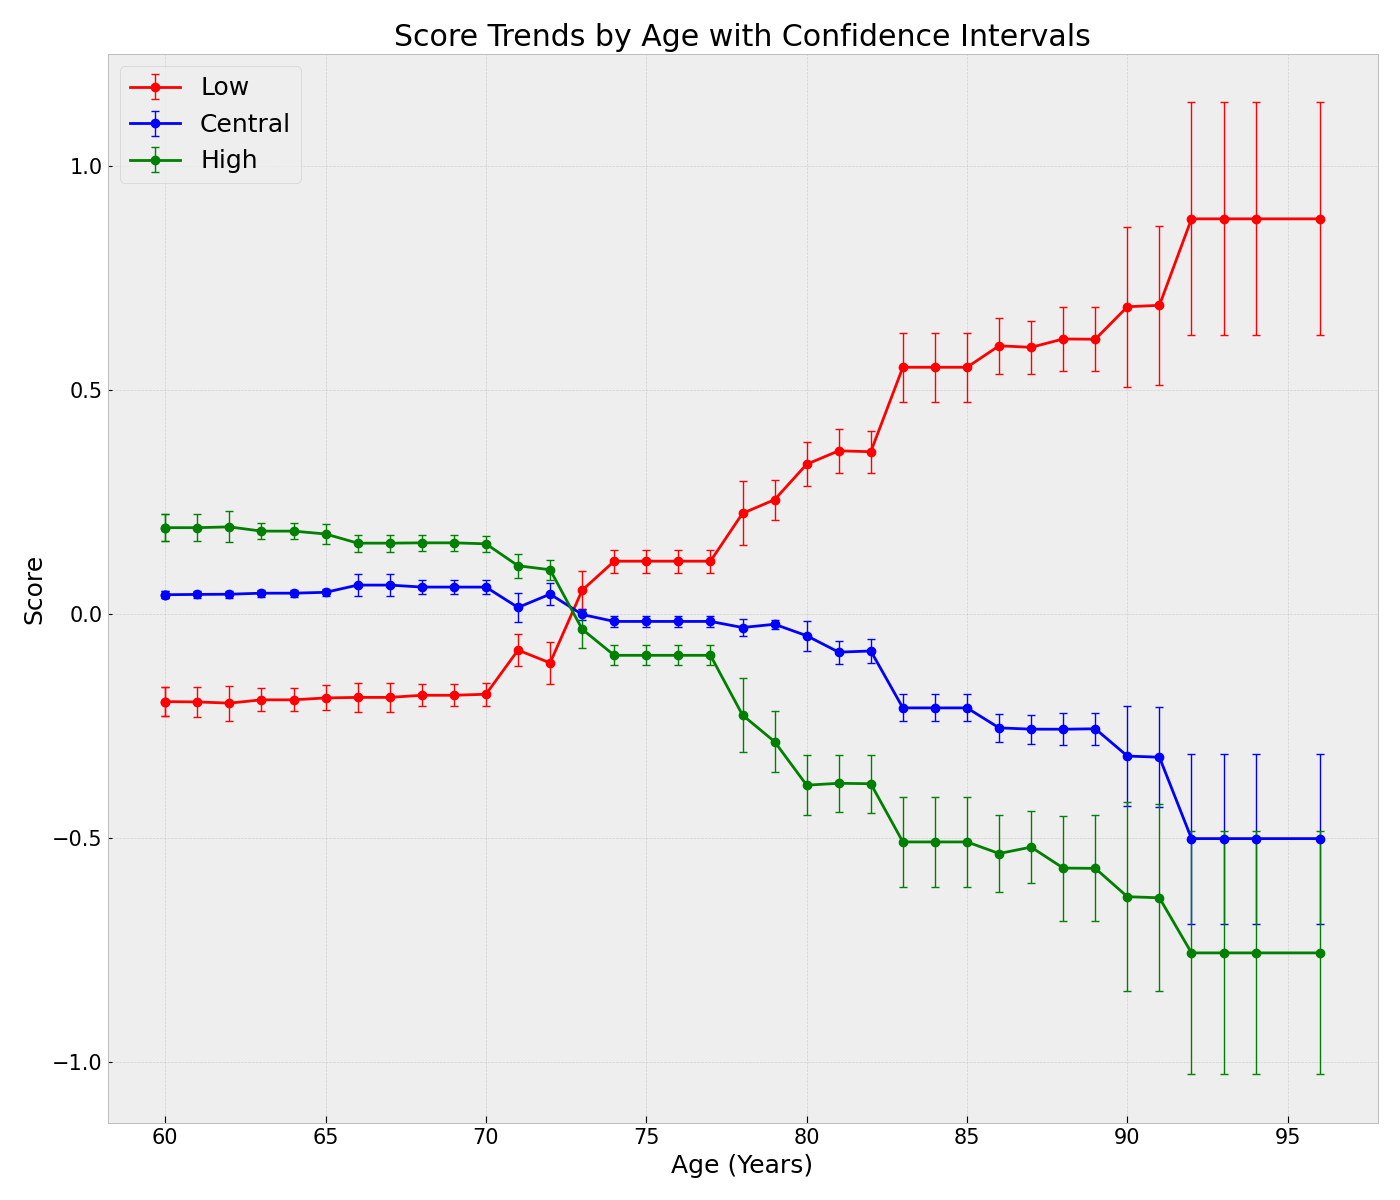 Score Trends by Age with Confidence Intervals
Low
Central
High
1.0
0.5
0.0
−0.5
−1.0
Score
60 65 70 75 80 85 90 95
Age (Years)